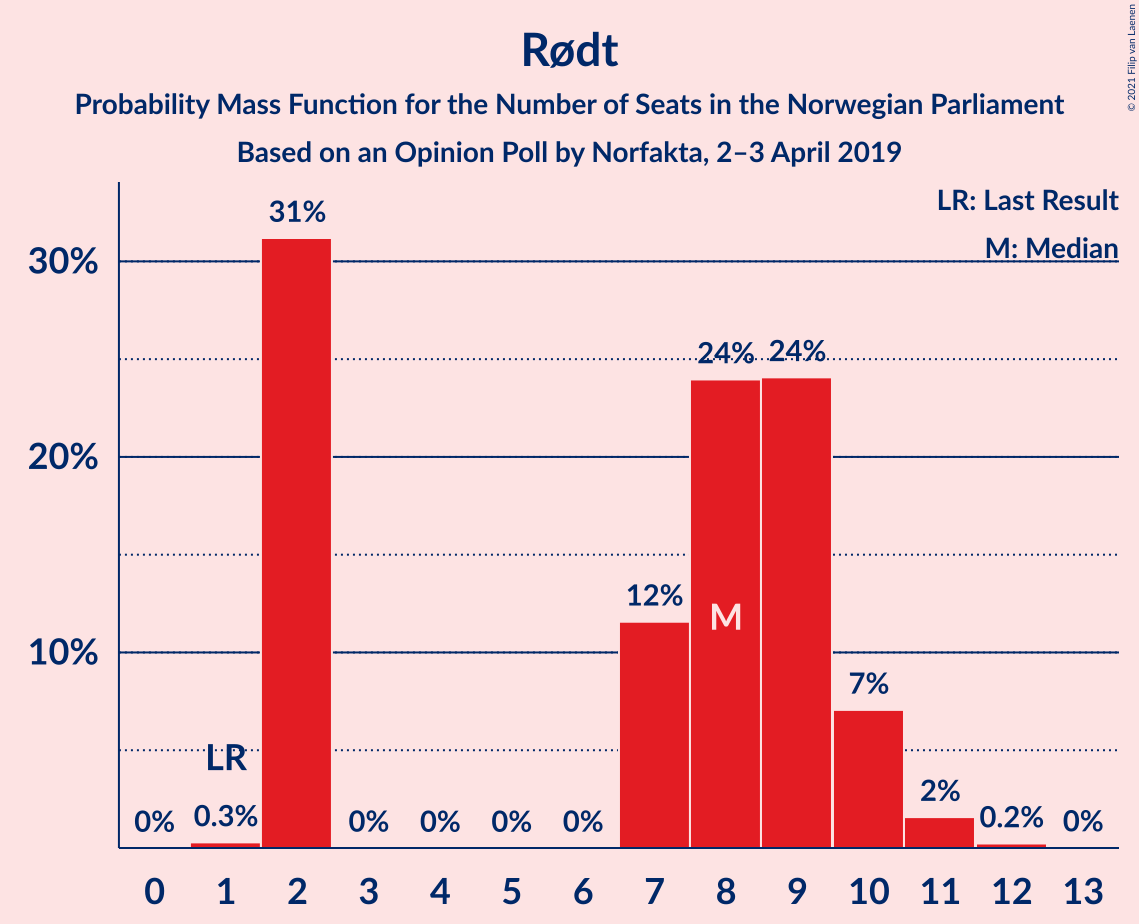 Rødt
Probability Mass Function for the Number of Seats in the Norwegian Parliament
Based on an Opinion Poll by Norfakta, 2–3 April 2019
© 2021 Filip van Laenen
LR: Last Result
M: Median
30%
20%
10%
0%
0.3%
31%
0%
0%
0%
0%
12%
24%
24%
7%
2%
0.2%
0%
LR
M
0 1 2 3 4 5 6 7 8 9 10 11 12 13